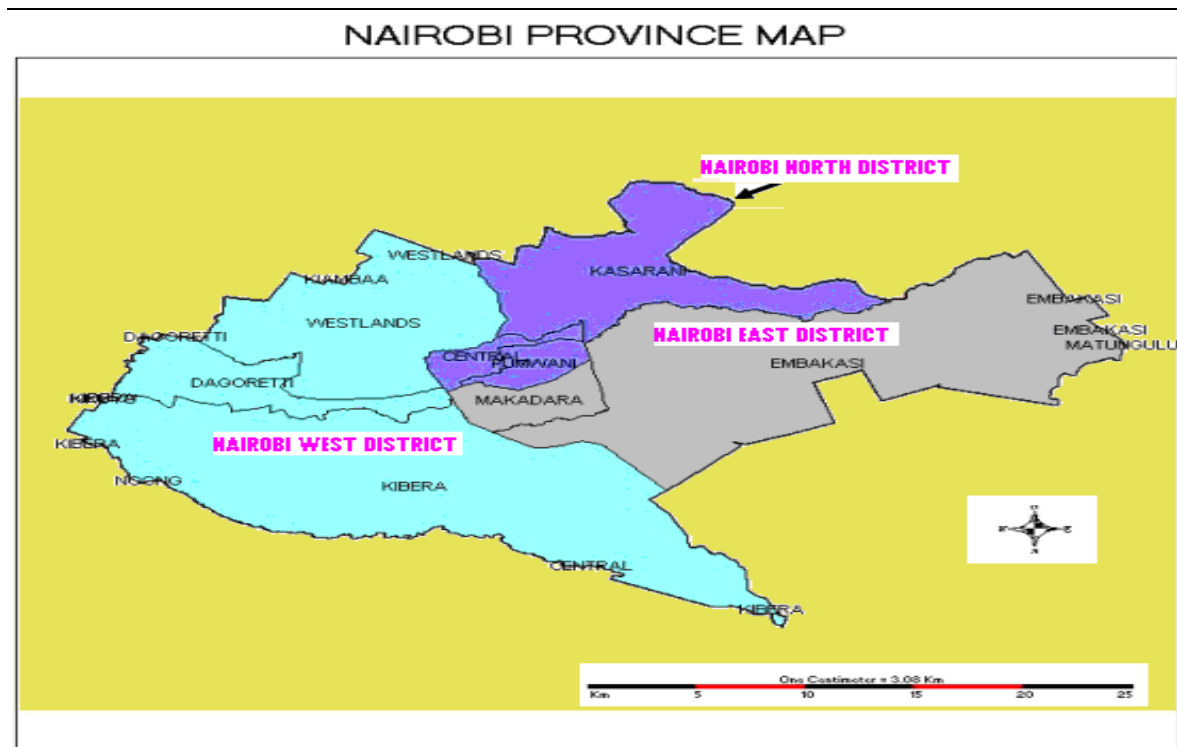 NAIROBI PROVINCE MAP
NAIROBI NORTH DISTRICT
WESTLANDS
KASARANI
KIAMBAA
EMBAKASI
WESTLANDS
DAGORETTI
NAIROBI EAST DISTRICT
EMBAKASI
MATUNGULU
CENTRAL
PUMWANI
EMBAKASI
DAGORETTI
MAKADARA
KIBERA
NAIROBI WEST DISTRICT
NGONG
KIBERA
CENTRAL
KIBERA
One Centimeter = 3.08 Km
Km 5 10 15 20 25